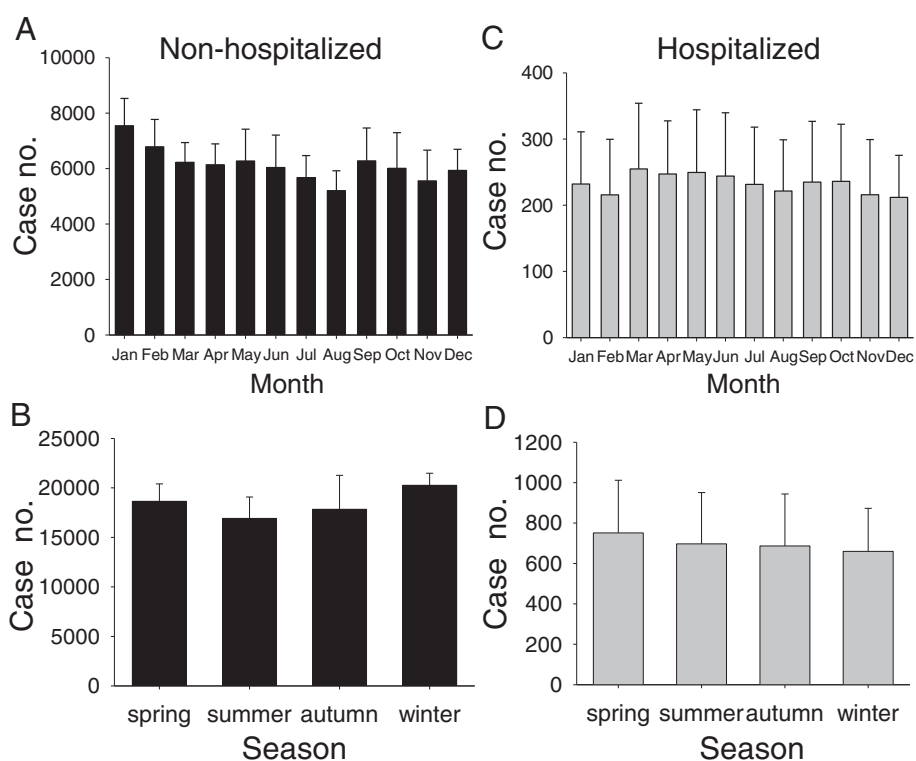 A
Non-hospitalized
10000
8000
6000
4000
2000
0
Case no.
Jan Feb Mar Apr May Jun Jul Aug Sep Oct Nov Dec
Month
C
Hospitalized
400
300
200
100
0
Case no.
Jan Feb Mar Apr May Jun Jul Aug Sep Oct Nov Dec
Month
B
25000
20000
15000
10000
5000
0
Case no.
spring summer autumn winter
Season
D
1200
1000
800
600
400
200
0
Case no.
spring summer autumn winter
Season